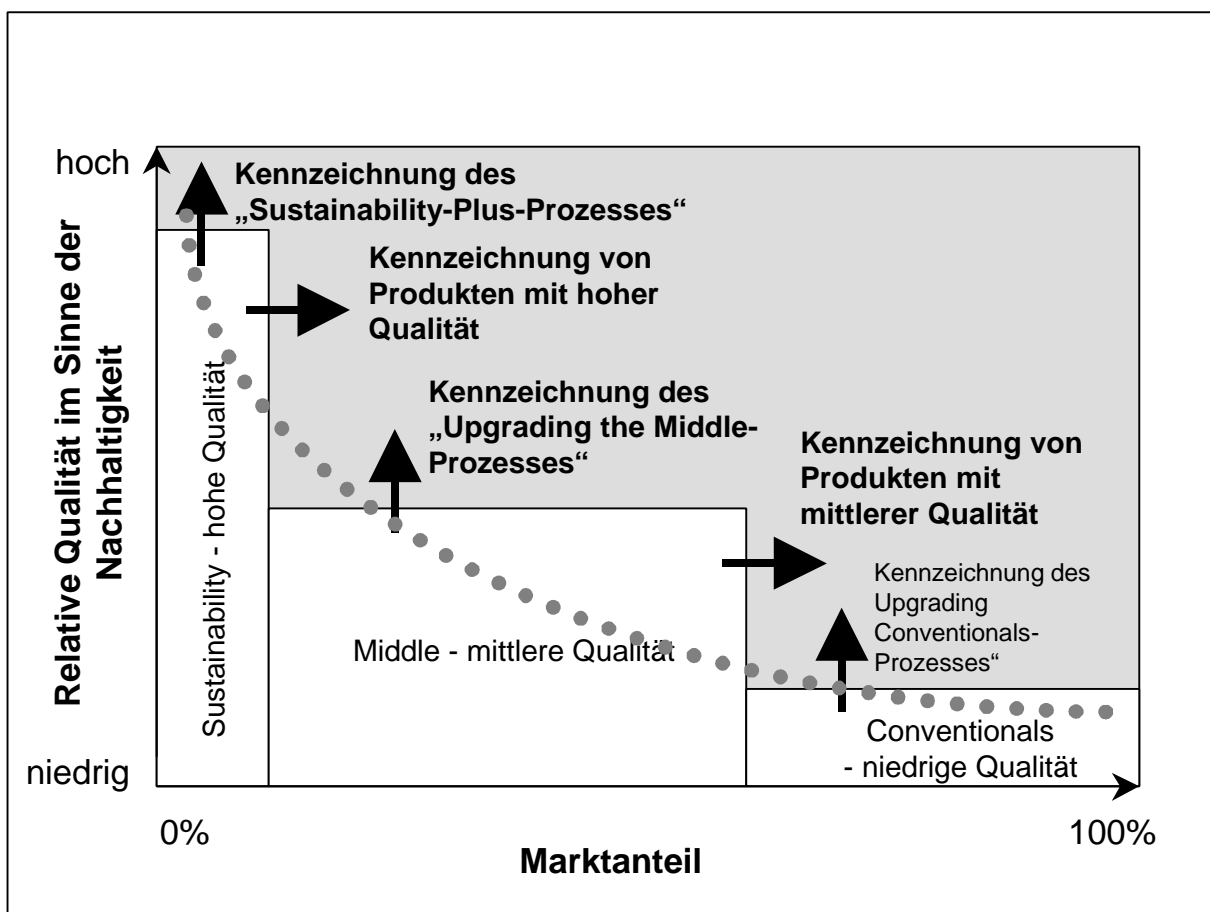 hoch
Kennzeichnung des
„Sustainability-Plus-Prozesses“
Kennzeichnung von
Produkten mit hoher
Qualität
Kennzeichnung des
„Upgrading the Middle-
Prozesses“
Kennzeichnung von
Produkten mit
mittlerer Qualität
Kennzeichnung des
Upgrading
Conventionals-
Prozesses“
Relative Qualität im Sinne der
Nachhaltigkeit
Sustainability - hohe Qualität
Middle - mittlere Qualität
Conventionals
- niedrige Qualität
niedrig
0%
100%
Marktanteil